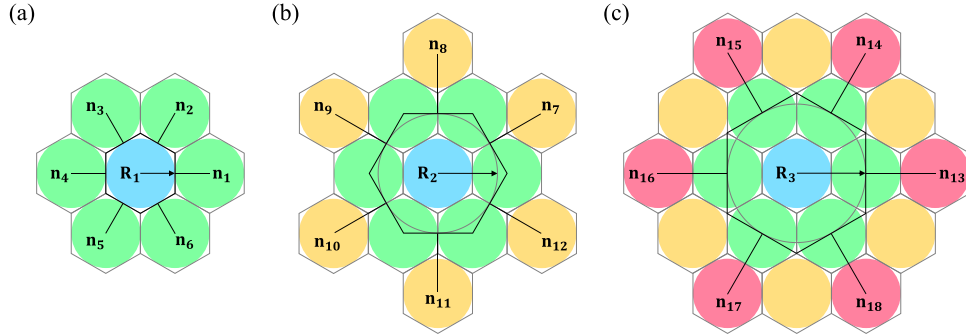 (a)
(b)
(c)
n₃ n₂
n₄ R₁ n₁
n₅ n₆
n₈
n₉ n₇
R₂
n₁₀ n₁₂
n₁₁
n₁₅ n₁₄
n₁₆ R₃ n₁₃
n₁₇ n₁₈